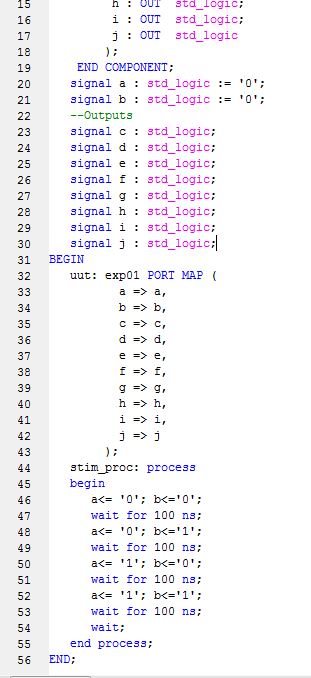 15 h : OUT std_logic;
16 i : OUT std_logic;
17 j : OUT std_logic
18 );
19 END COMPONENT;
20 signal a : std_logic := '0';
21 signal b : std_logic := '0';
22 --Outputs
23 signal c : std_logic;
24 signal d : std_logic;
25 signal e : std_logic;
26 signal f : std_logic;
27 signal g : std_logic;
28 signal h : std_logic;
29 signal i : std_logic;
30 signal j : std_logic;
31 BEGIN
32 uut: exp01 PORT MAP (
33 a => a,
34 b => b,
35 c => c,
36 d => d,
37 e => e,
38 f => f,
39 g => g,
40 h => h,
41 i => i,
42 j => j
43 );
44 stim_proc: process
45 begin
46 a<= '0'; b<='0';
47 wait for 100 ns;
48 a<= '0'; b<='1';
49 wait for 100 ns;
50 a<= '1'; b<='0';
51 wait for 100 ns;
52 a<= '1'; b<='1';
53 wait for 100 ns;
54 wait;
55 end process;
56 END;